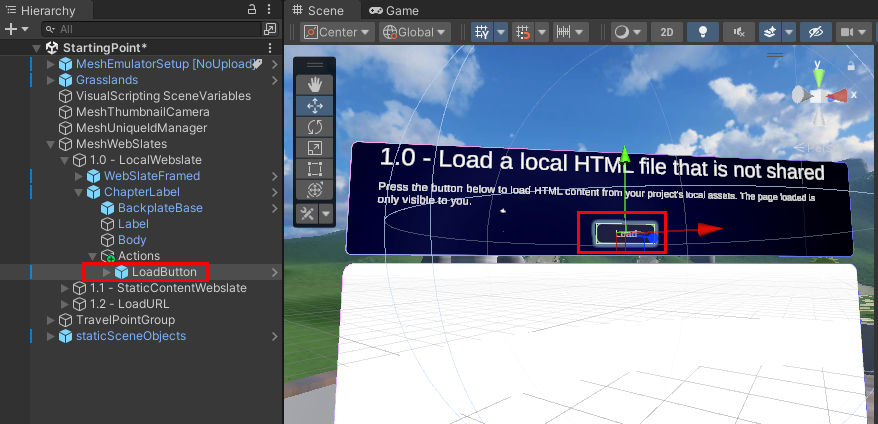 Hierarchy
All
StartingPoint*
MeshEmulatorSetup [NoUpload]
Grasslands
VisualScripting SceneVariables
MeshThumbnailCamera
MeshUniqueIdManager
MeshWebSlates
1.0 - LocalWebslate
WebSlateFramed
ChapterLabel
BackplateBase
Label
Body
Actions
LoadButton
1.1 - StaticContentWebslate
1.2 - LoadURL
TravelPointGroup
staticSceneObjects
Scene Game
Center Global 2D
y
x
Persp
1.0 - Load a local HTML file that is not shared
Press the button below to load HTML content from your project's local assets. The page loaded is
only visible to you.
Load